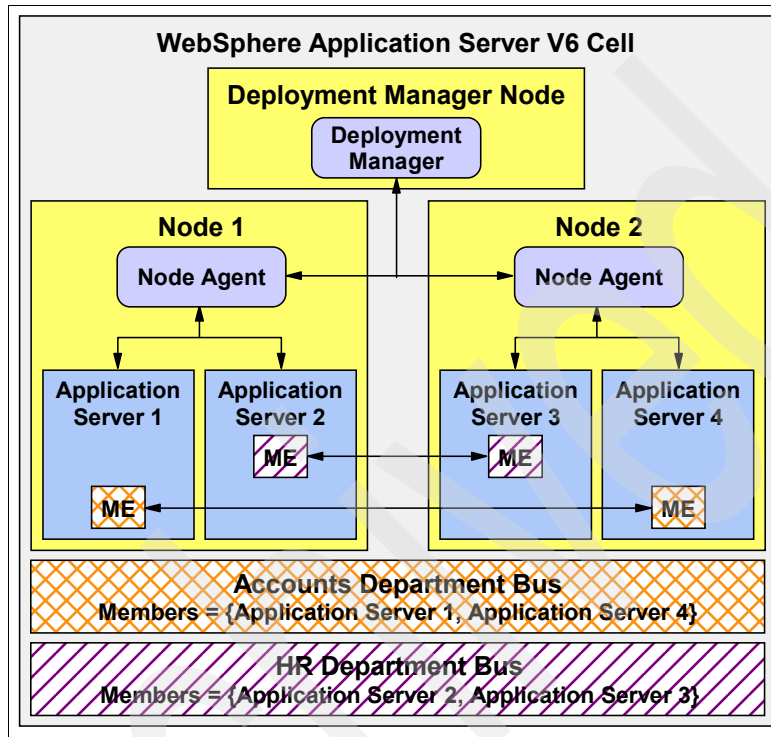 WebSphere Application Server V6 Cell
Deployment Manager Node
Deployment
Manager
Node 1
Node Agent
Application
Server 1
ME
Application
Server 2
ME
Node 2
Node Agent
Application
Server 3
ME
Application
Server 4
ME
Accounts Department Bus
Members = {Application Server 1, Application Server 4}
HR Department Bus
Members = {Application Server 2, Application Server 3}